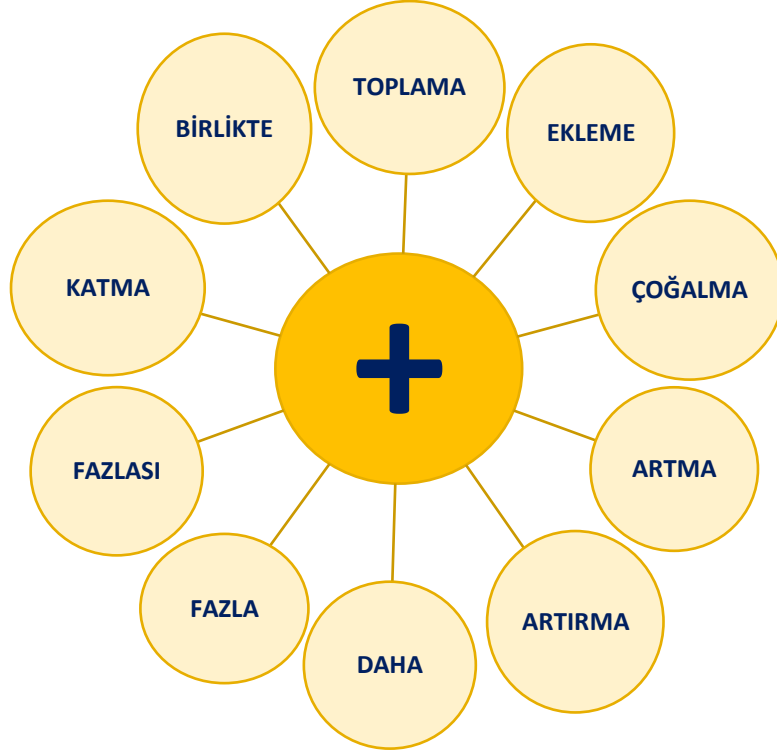 TOPLAMA
BİRLİKTE
EKLEME
KATMA
ÇOĞALMA
+
FAZLASI
ARTMA
FAZLA
ARTIRMA
DAHA